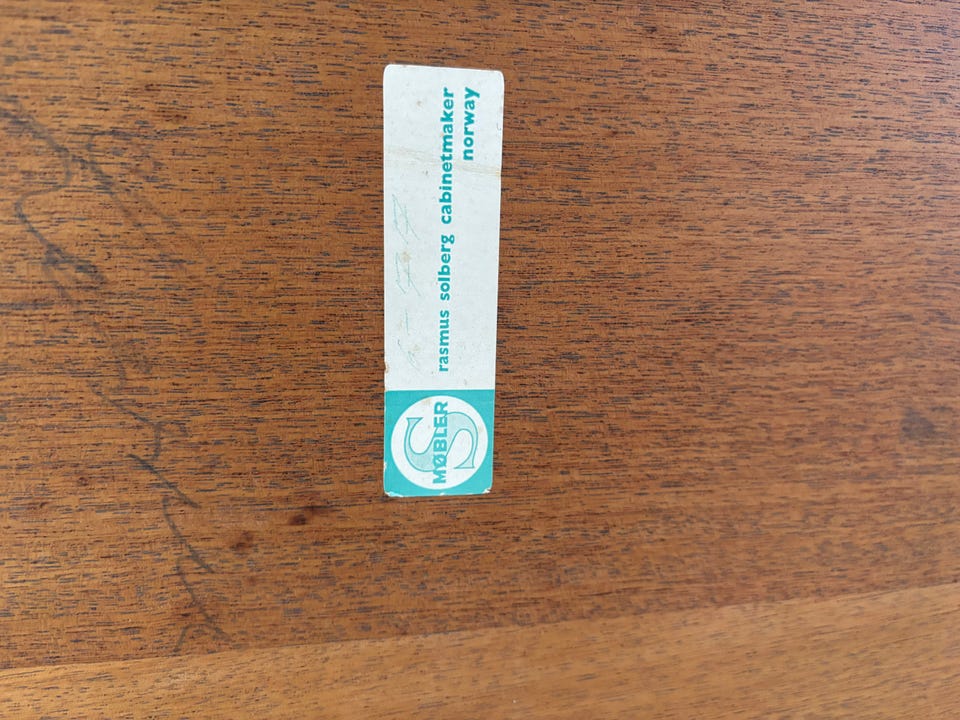 S
MØBLER
rasmus solberg cabinetmaker
norway